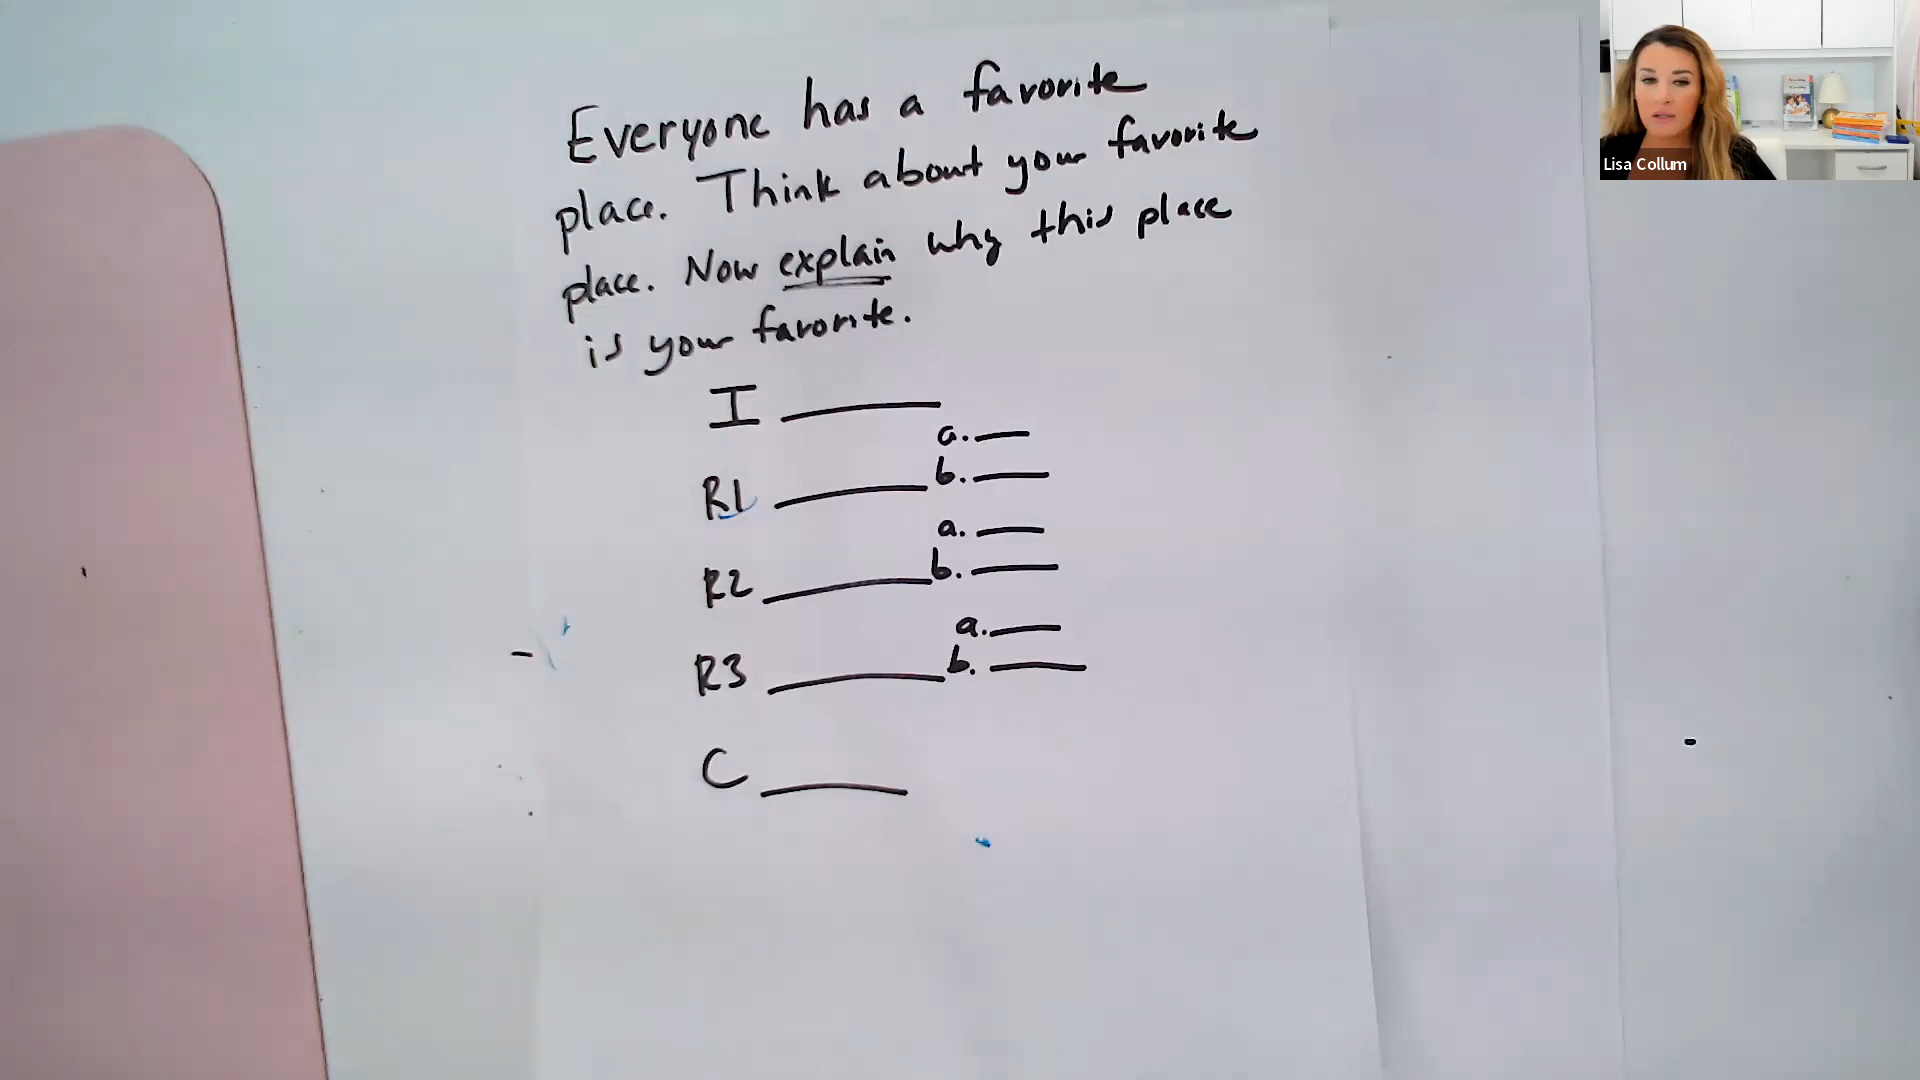 Everyone has a favorite
place. Think about your favorite
place. Now explain why this place
is your favorite.
I
a.
b.
R1
a.
b.
R2
a.
b.
R3
C
Lisa Collum